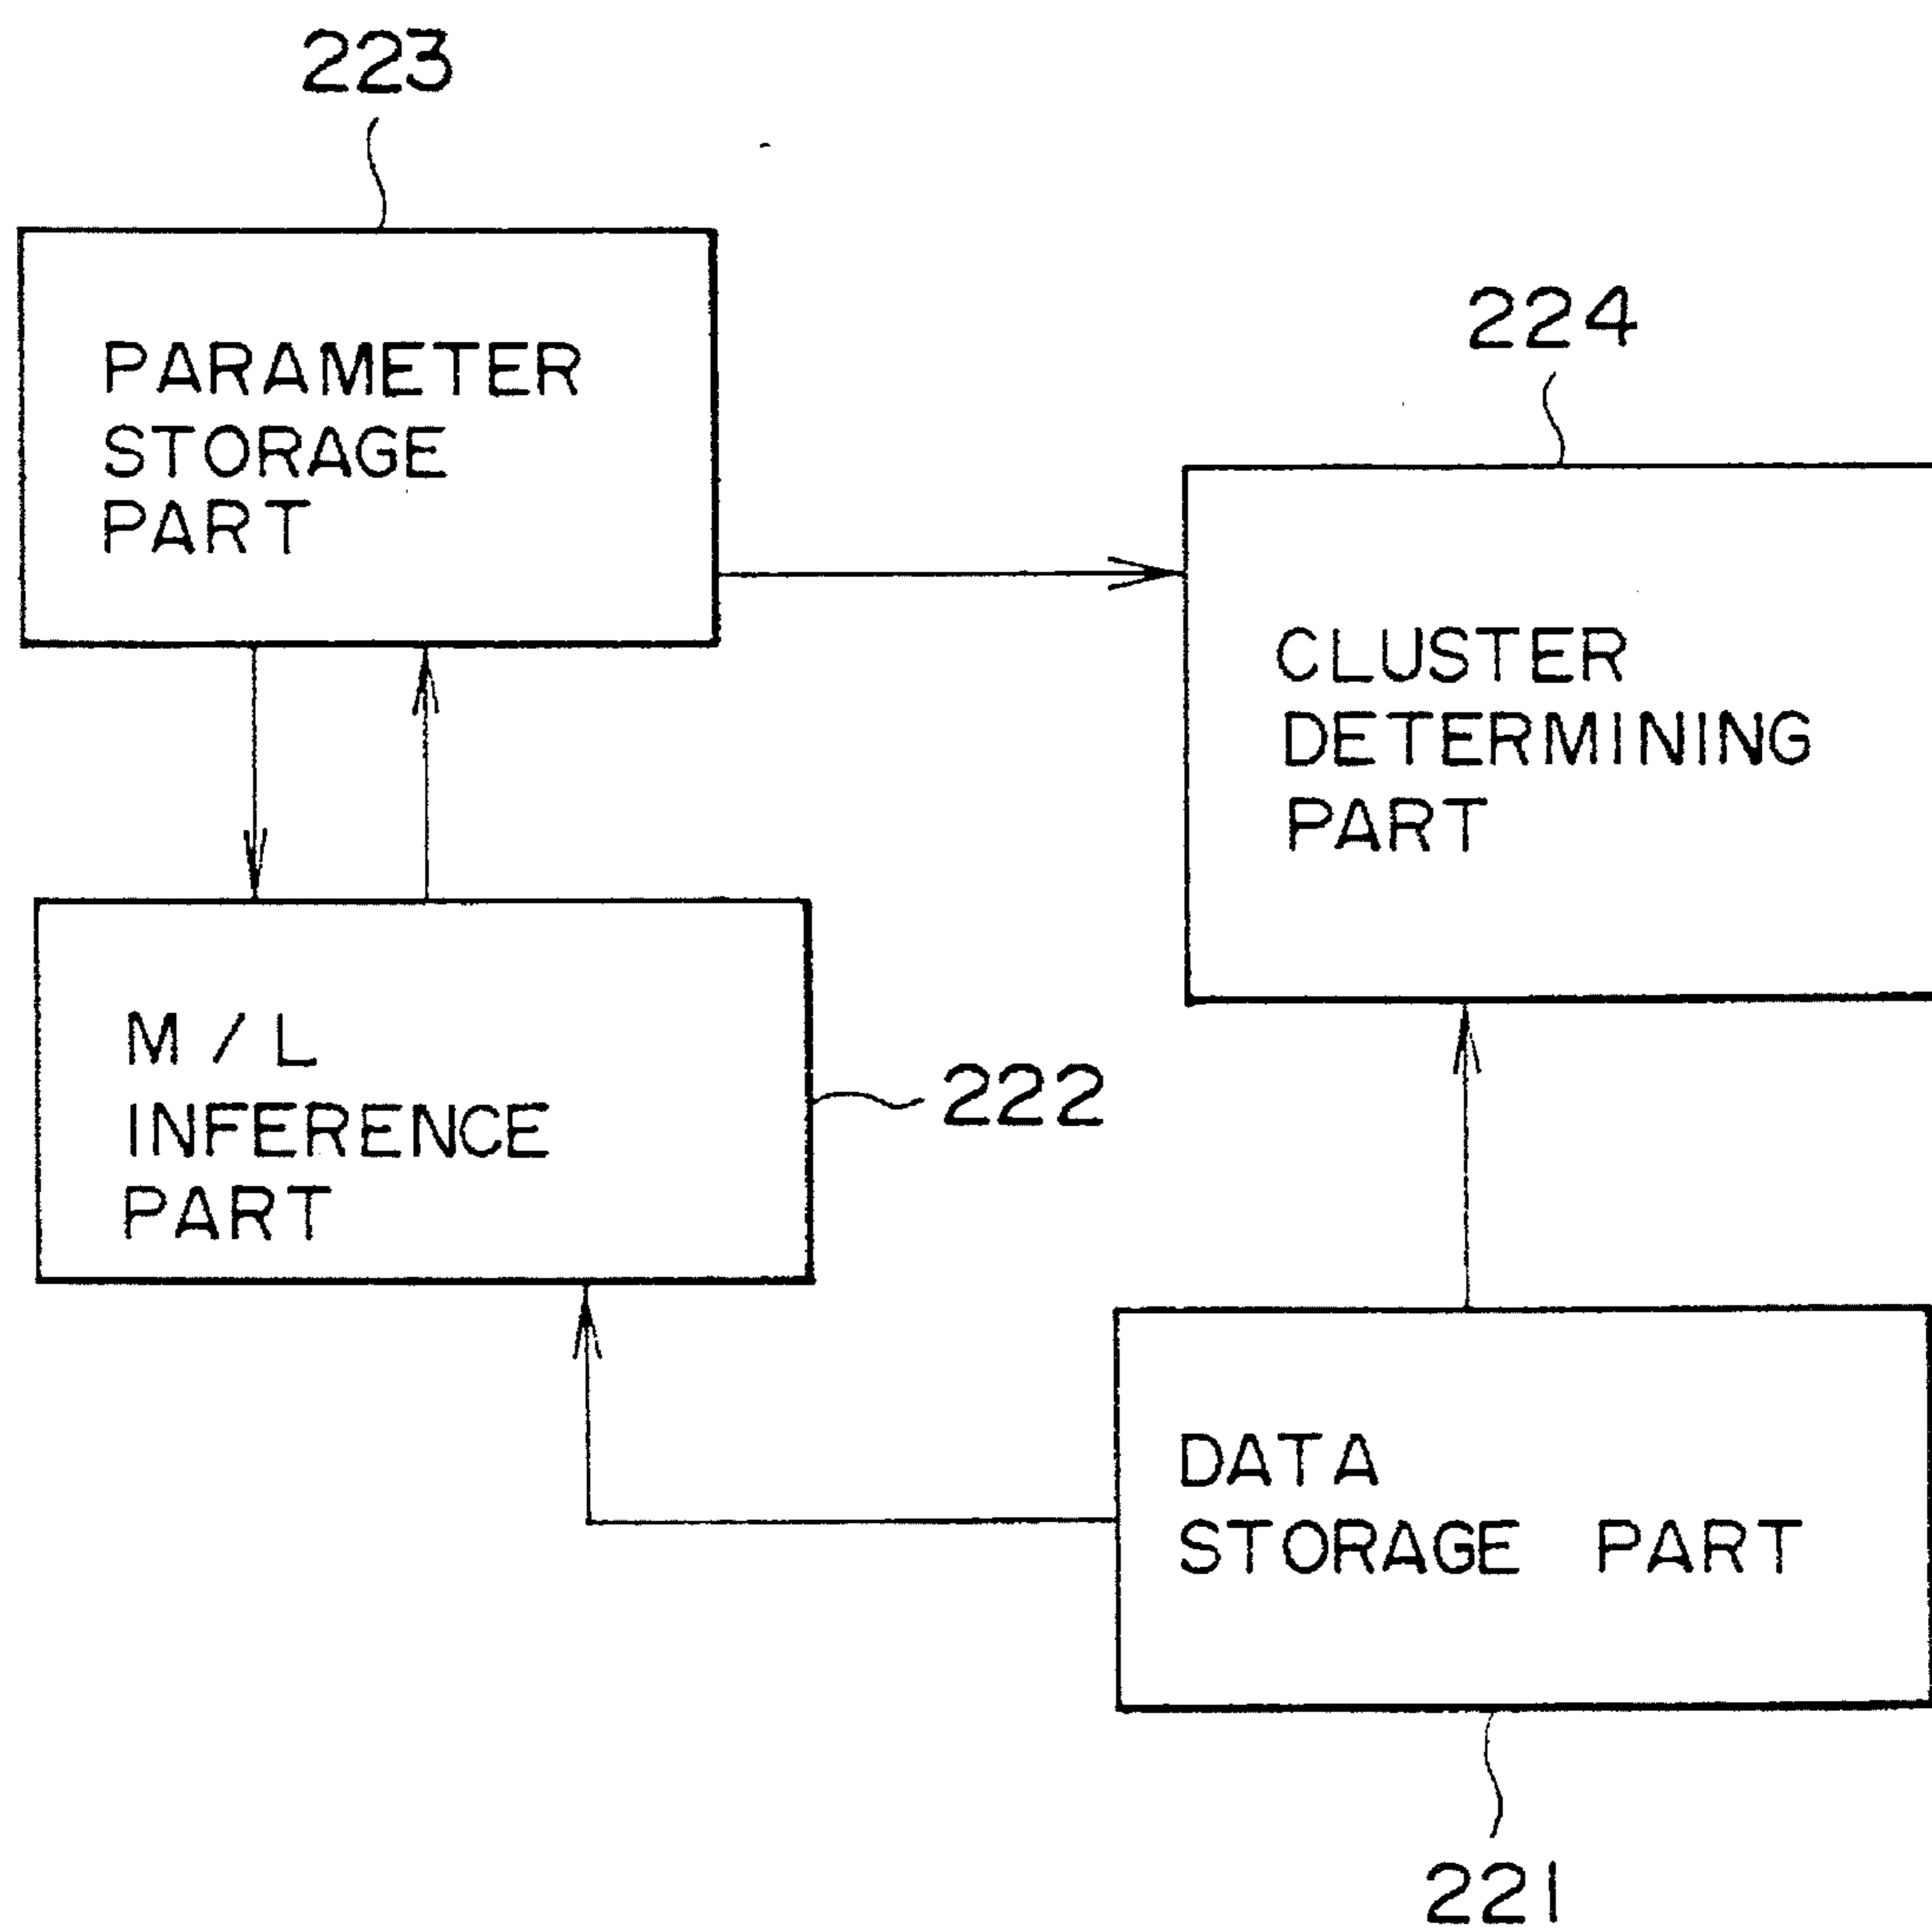 223
PARAMETER
STORAGE
PART
224
CLUSTER
DETERMINING
PART
M / L
INFERENCE
PART
222
DATA
STORAGE PART
221